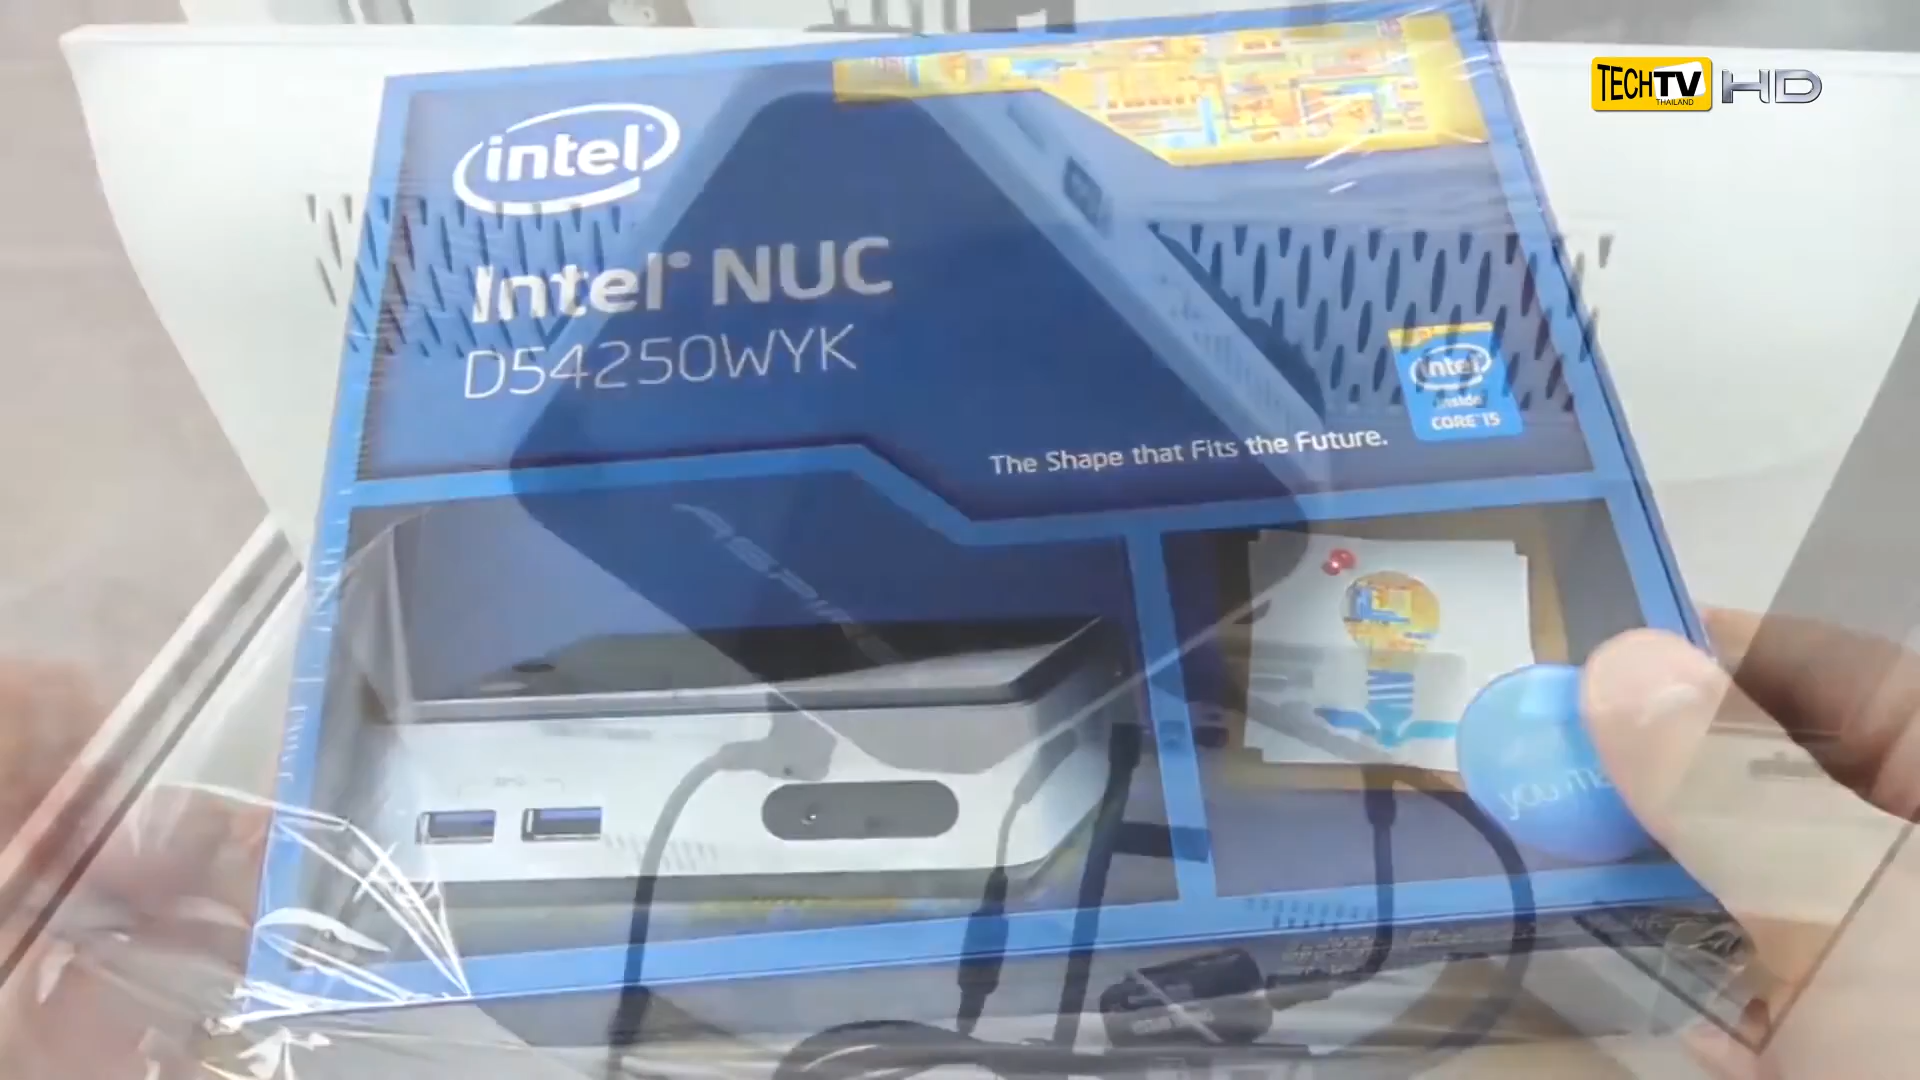 TECHTV HD
THAILAND
intel
Intel® NUC
D54250WYK
intel
inside
CORE i5
The Shape that Fits the Future.